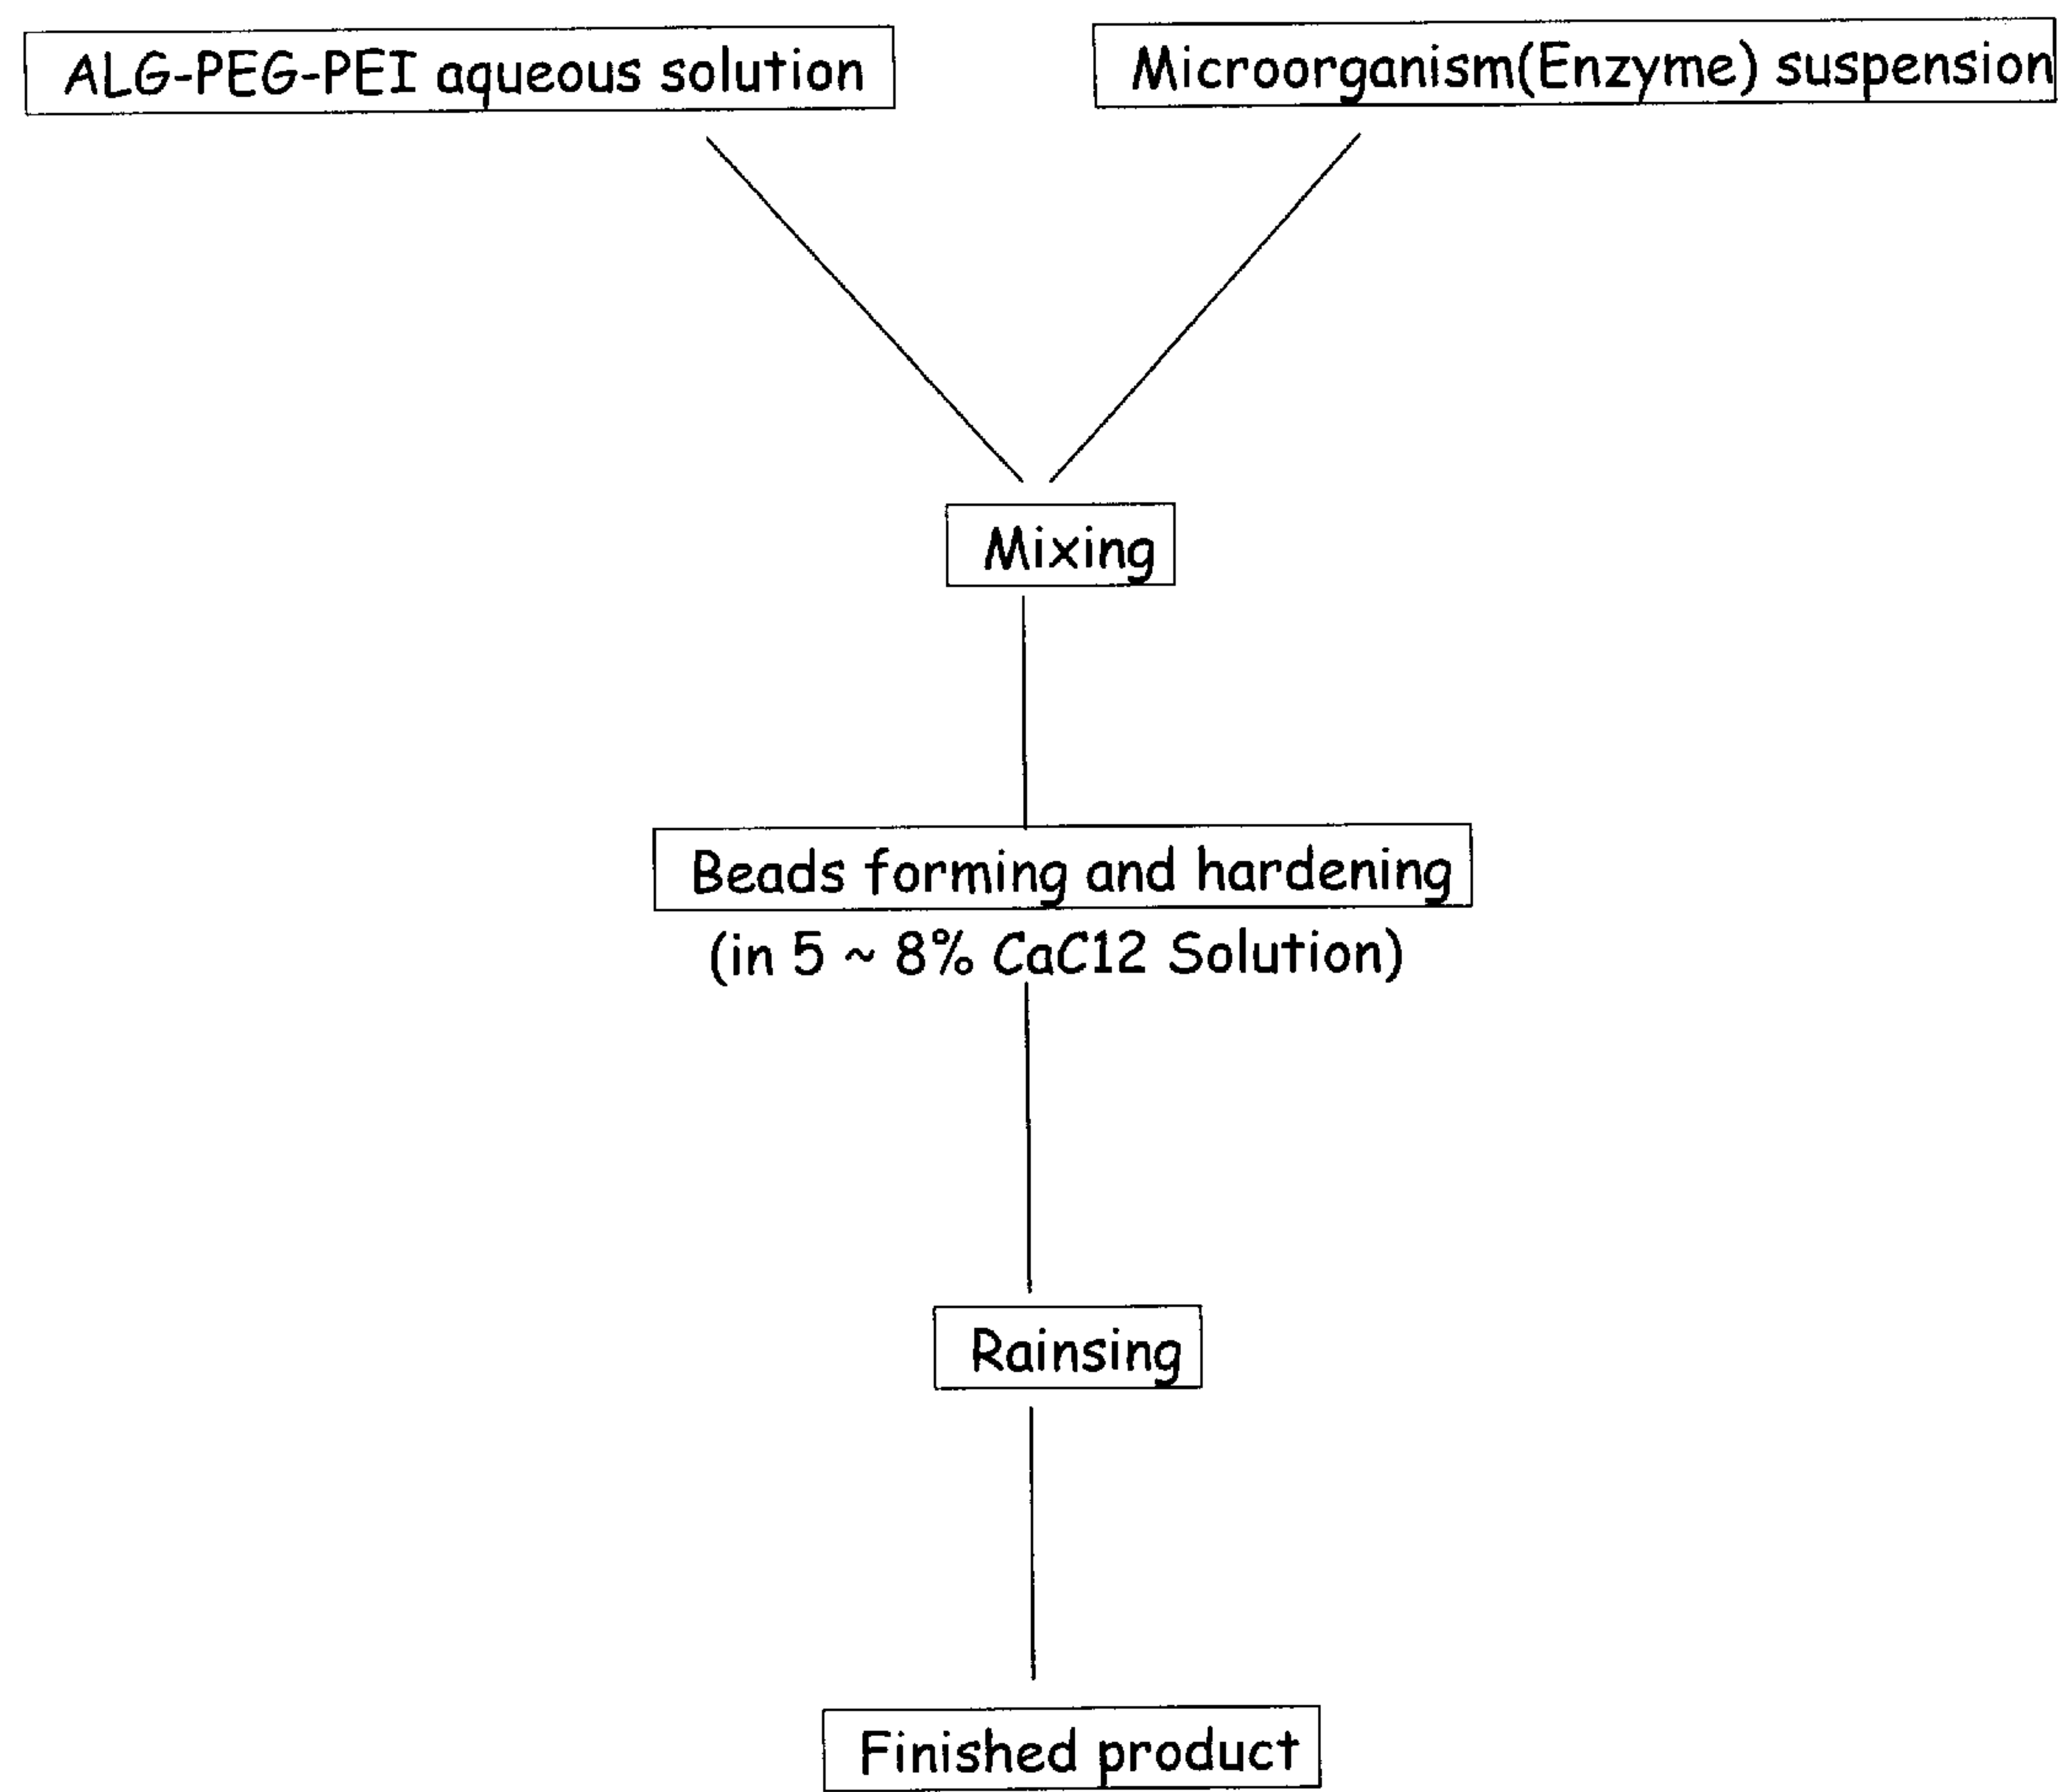 ALG-PEG-PEI aqueous solution
Microorganism(Enzyme) suspension
Mixing
Beads forming and hardening
(in 5 ~ 8% CaC12 Solution)
Rainsing
Finished product